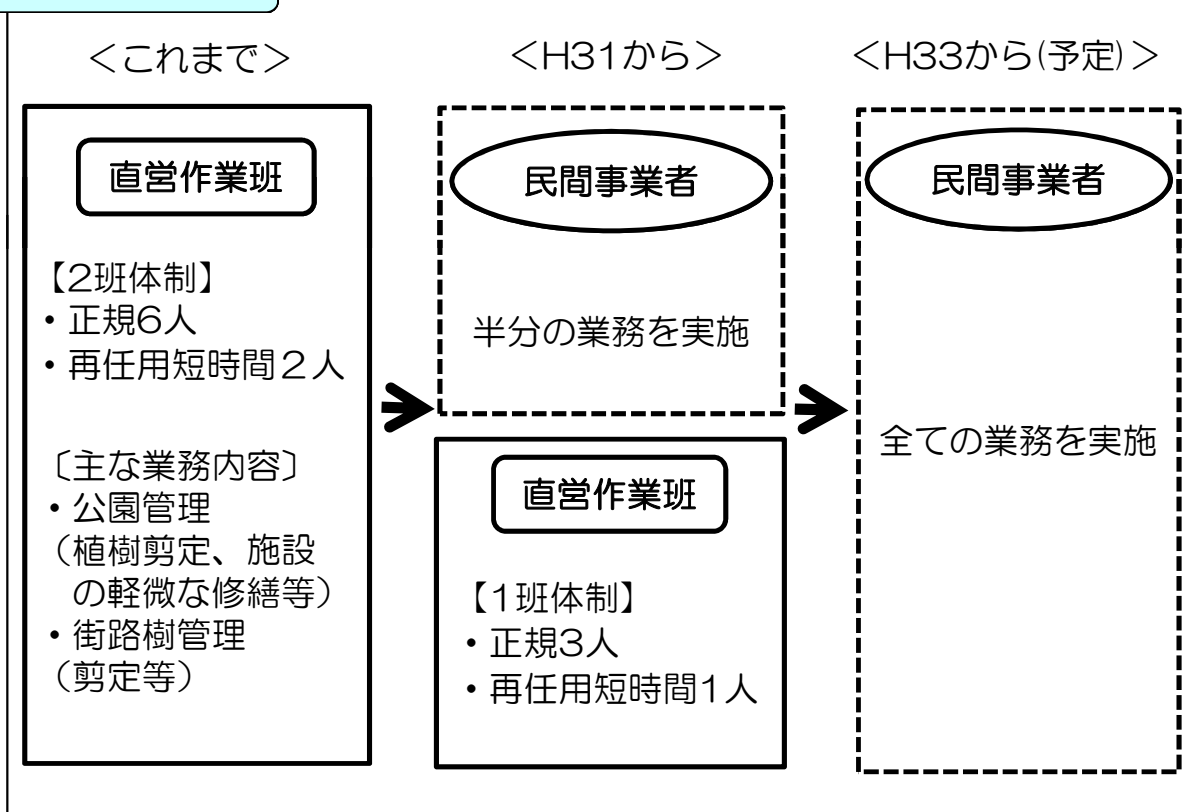 ＜これまで＞
直営作業班
【2班体制】
・正規6人
・再任用短時間２人
〔主な業務内容〕
・公園管理
（植樹剪定、施設
の軽微な修繕等）
・街路樹管理
（剪定等）
＜H31から＞
民間事業者
半分の業務を実施
直営作業班
【1班体制】
・正規3人
・再任用短時間1人
＜H33から(予定)＞
民間事業者
全ての業務を実施